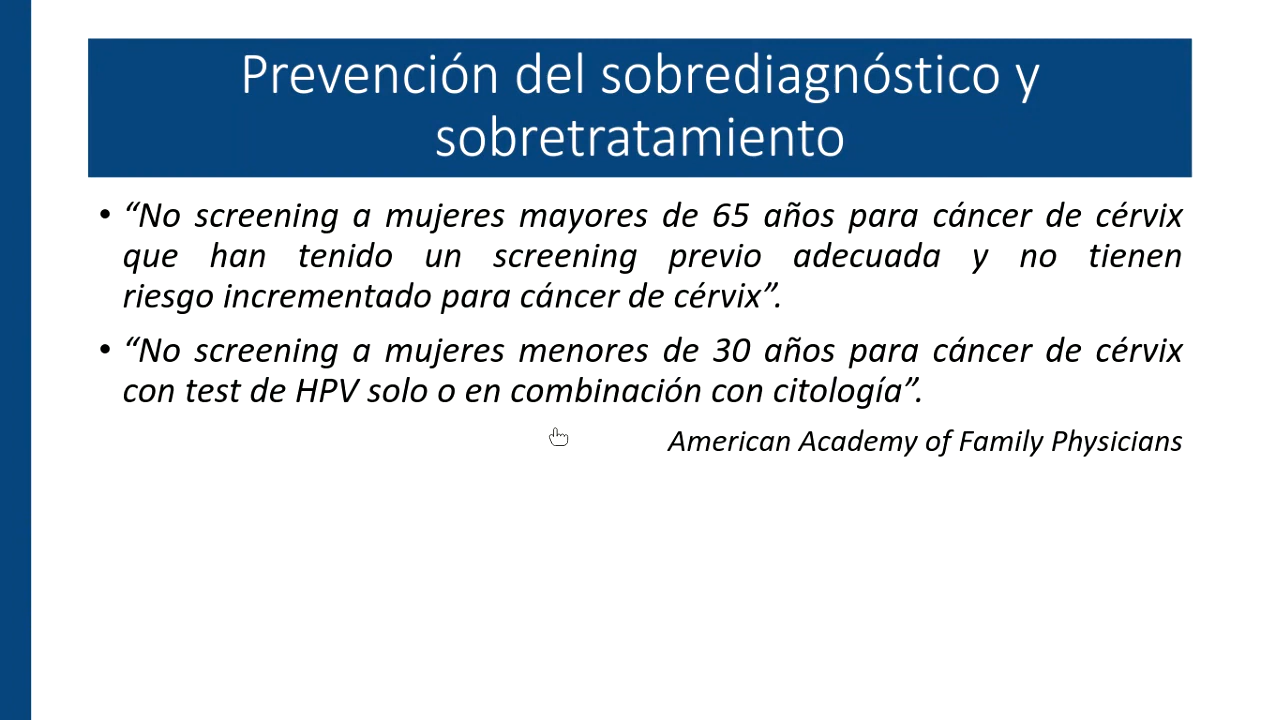 Prevención del sobrediagnóstico y
sobretratamiento
• “No screening a mujeres mayores de 65 años para cáncer de cérvix
que han tenido un screening previo adecuada y no tienen
riesgo incrementado para cáncer de cérvix”.
• “No screening a mujeres menores de 30 años para cáncer de cérvix
con test de HPV solo o en combinación con citología”.
American Academy of Family Physicians